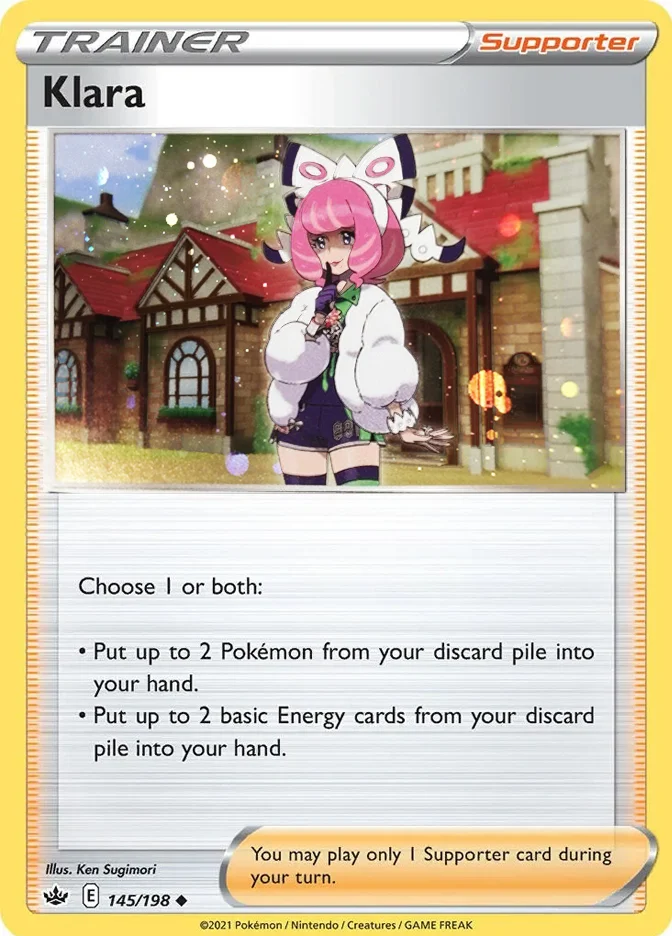 TRAINER
Supporter
Klara
Choose 1 or both:
• Put up to 2 Pokémon from your discard pile into
your hand.
• Put up to 2 basic Energy cards from your discard
pile into your hand.
Illus. Ken Sugimori
You may play only 1 Supporter card during
your turn.
E 145/198
©2021 Pokémon / Nintendo / Creatures / GAME FREAK